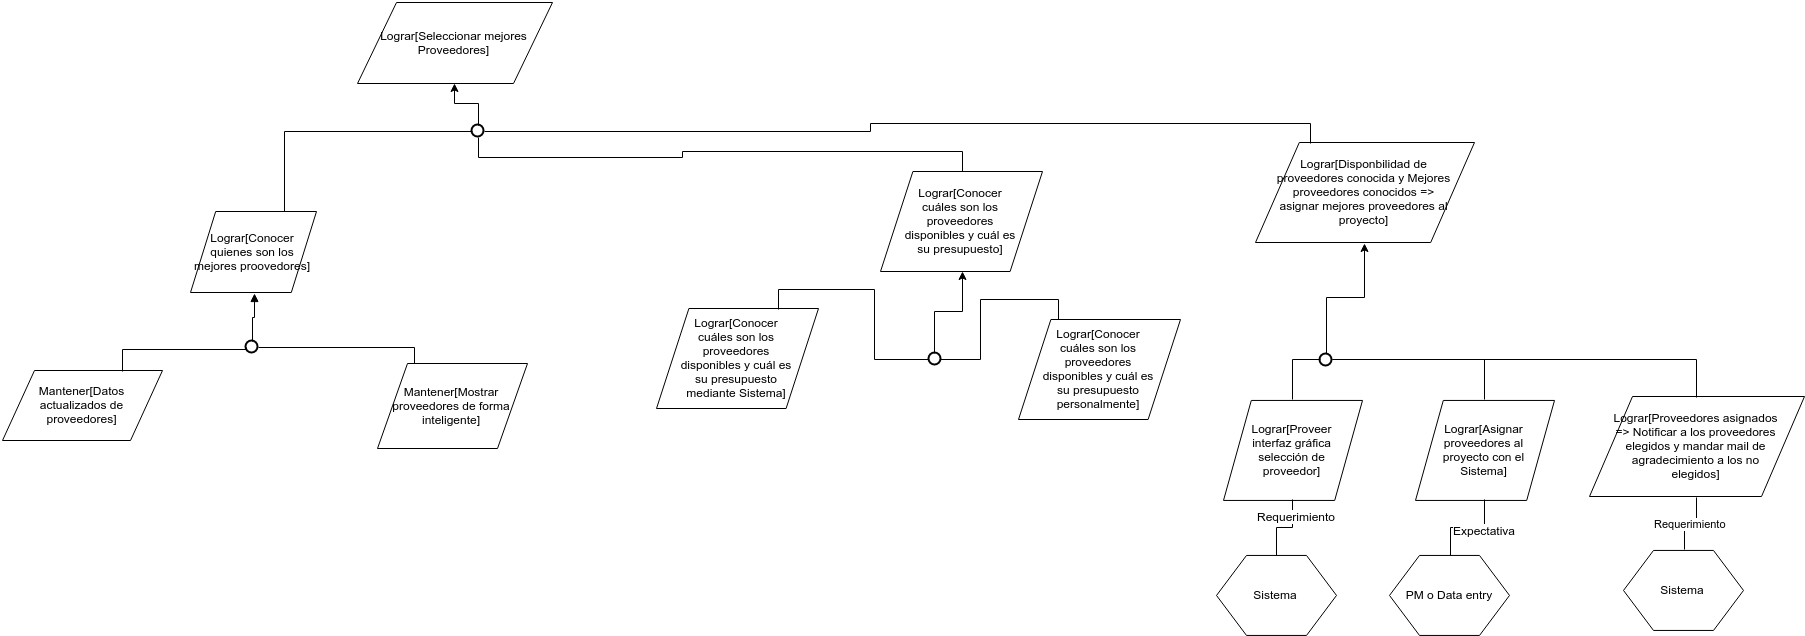 Lograr[Seleccionar mejores
Proveedores]
Lograr[Disponbilidad de
proveedores conocida y Mejores
proveedores conocidos =>
asignar mejores proveedores al
proyecto]
Lograr[Conocer
cuáles son los
proveedores
disponibles y cuál es
su presupuesto]
Lograr[Conocer
quienes son los
mejores proovedores]
Lograr[Conocer
cuáles son los
proveedores
disponibles y cuál es
su presupuesto
mediante Sistema]
Lograr[Conocer
cuáles son los
proveedores
disponibles y cuál es
su presupuesto
personalmente]
Mantener[Datos
actualizados de
proveedores]
Mantener[Mostrar
proveedores de forma
inteligente]
Lograr[Proveer
interfaz gráfica
selección de
proveedor]
Lograr[Asignar
proveedores al
proyecto con el
Sistema]
Lograr[Proveedores asignados
=> Notificar a los proveedores
elegidos y mandar mail de
agradecimiento a los no
elegidos]
Requerimiento
Expectativa
Requerimiento
Sistema
PM o Data entry
Sistema